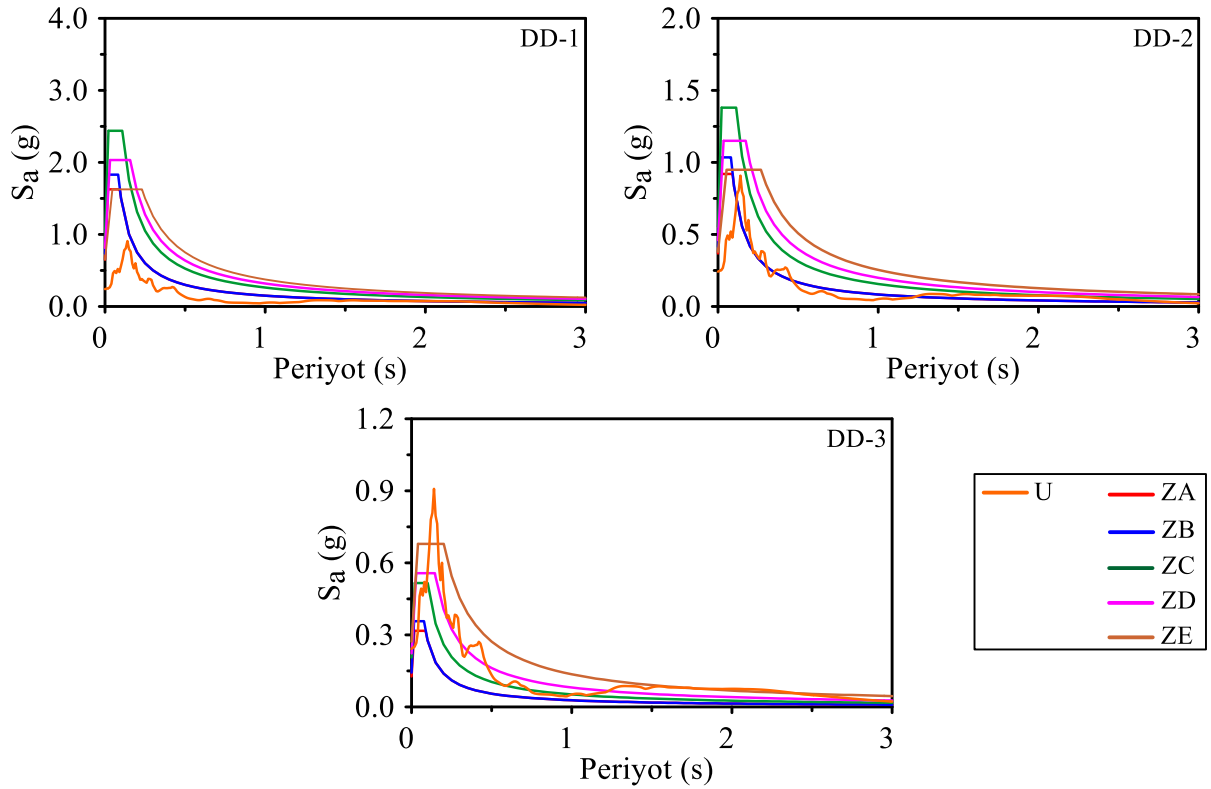 4.0
3.0
2.0
1.0
0.0
Sa (g)
DD-1
0 1 2 3
Periyot (s)
2.0
1.5
1.0
0.5
0.0
Sa (g)
DD-2
0 1 2 3
Periyot (s)
1.2
0.9
0.6
0.3
0.0
Sa (g)
DD-3
0 1 2 3
Periyot (s)
U
ZA
ZB
ZC
ZD
ZE